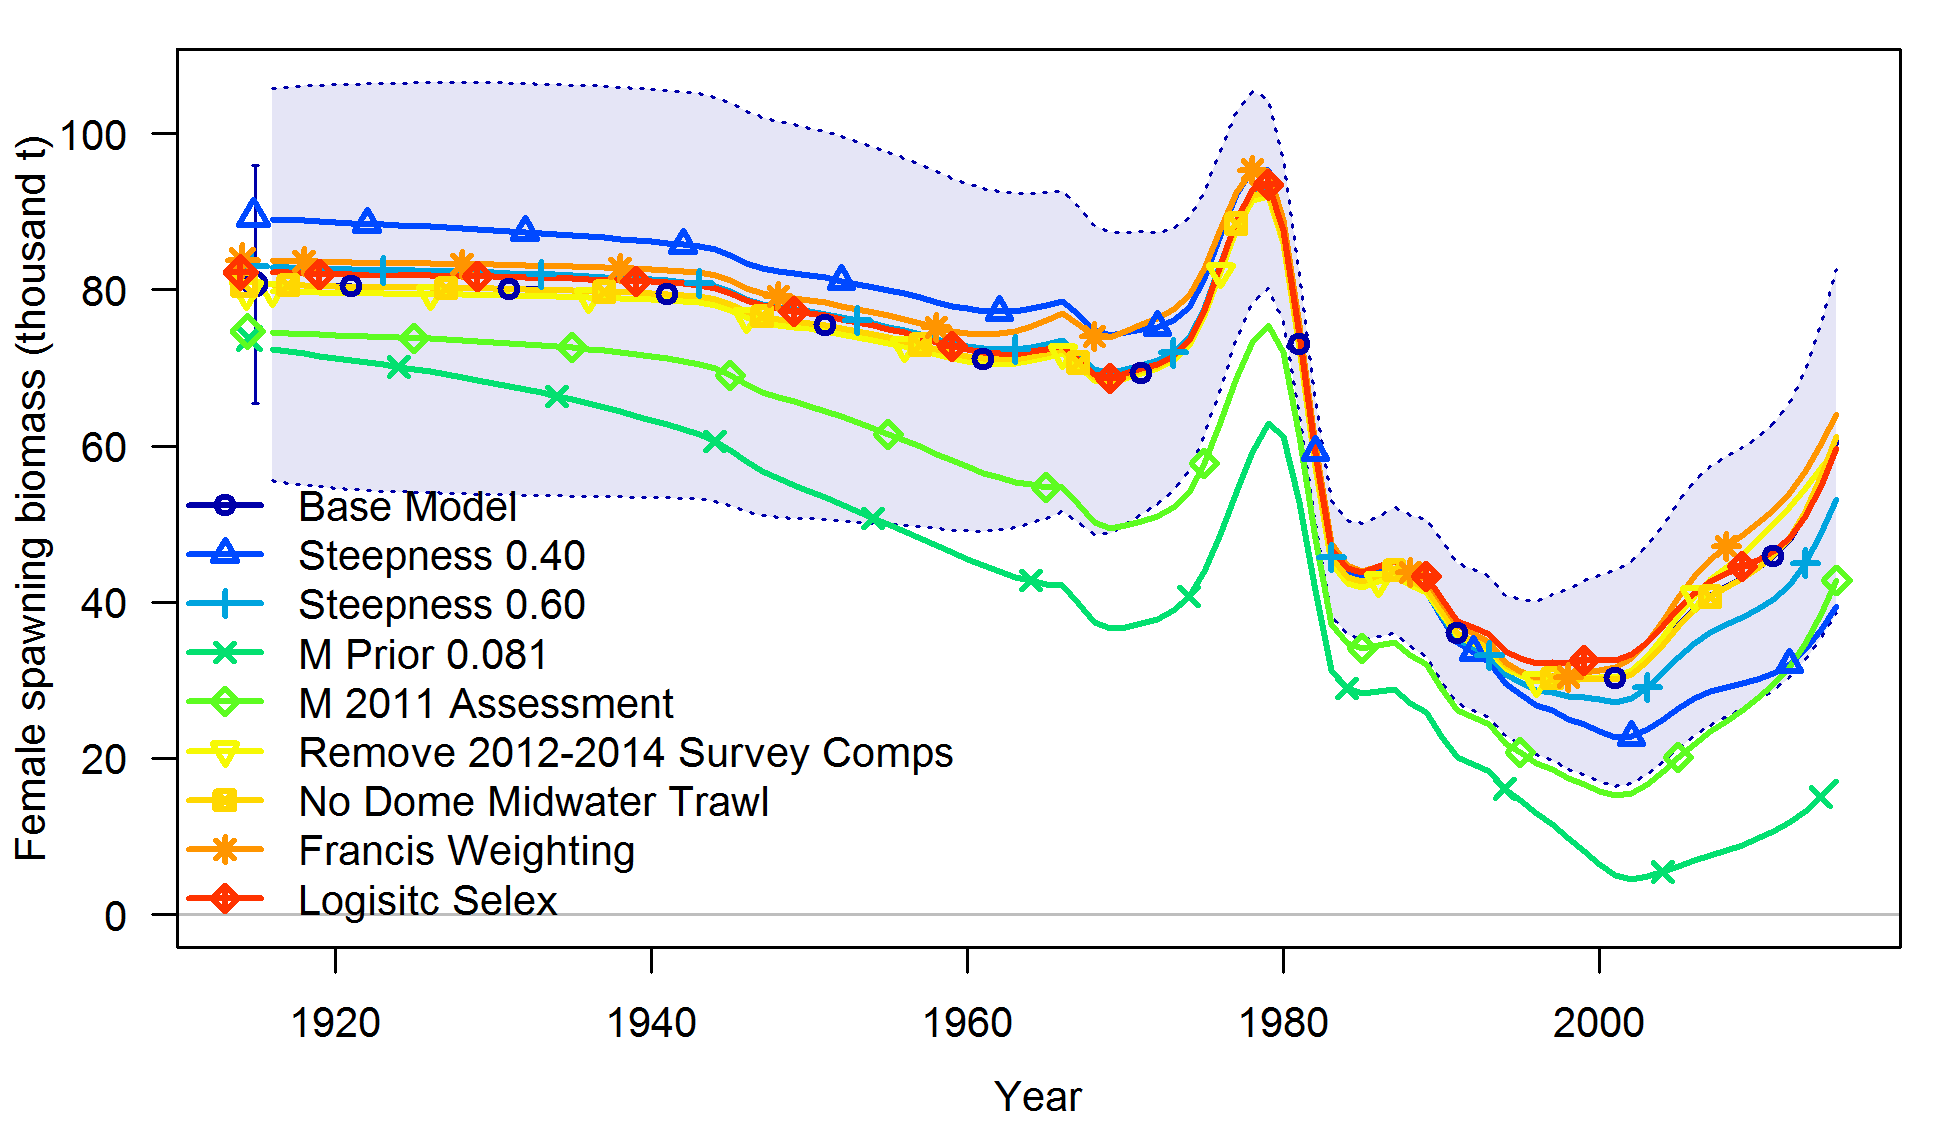 Female spawning biomass (thousand t)
100
80
60
40
20
0
Base Model
Steepness 0.40
Steepness 0.60
M Prior 0.081
M 2011 Assessment
Remove 2012-2014 Survey Comps
No Dome Midwater Trawl
Francis Weighting
Logisitc Selex
1920 1940 1960 1980 2000
Year